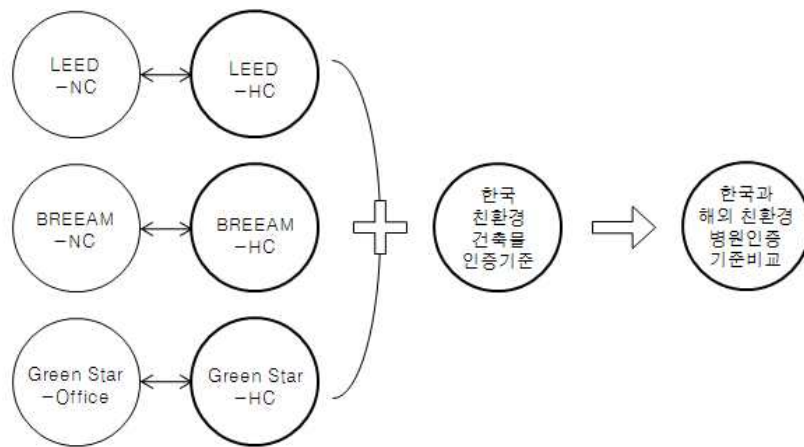 LEED
-NC
LEED
-HC
BREEAM
-NC
BREEAM
-HC
Green Star
-Office
Green Star
-HC
한국
친환경
건축물
인증기준
한국과
해외 친환경
병원인증
기준비교